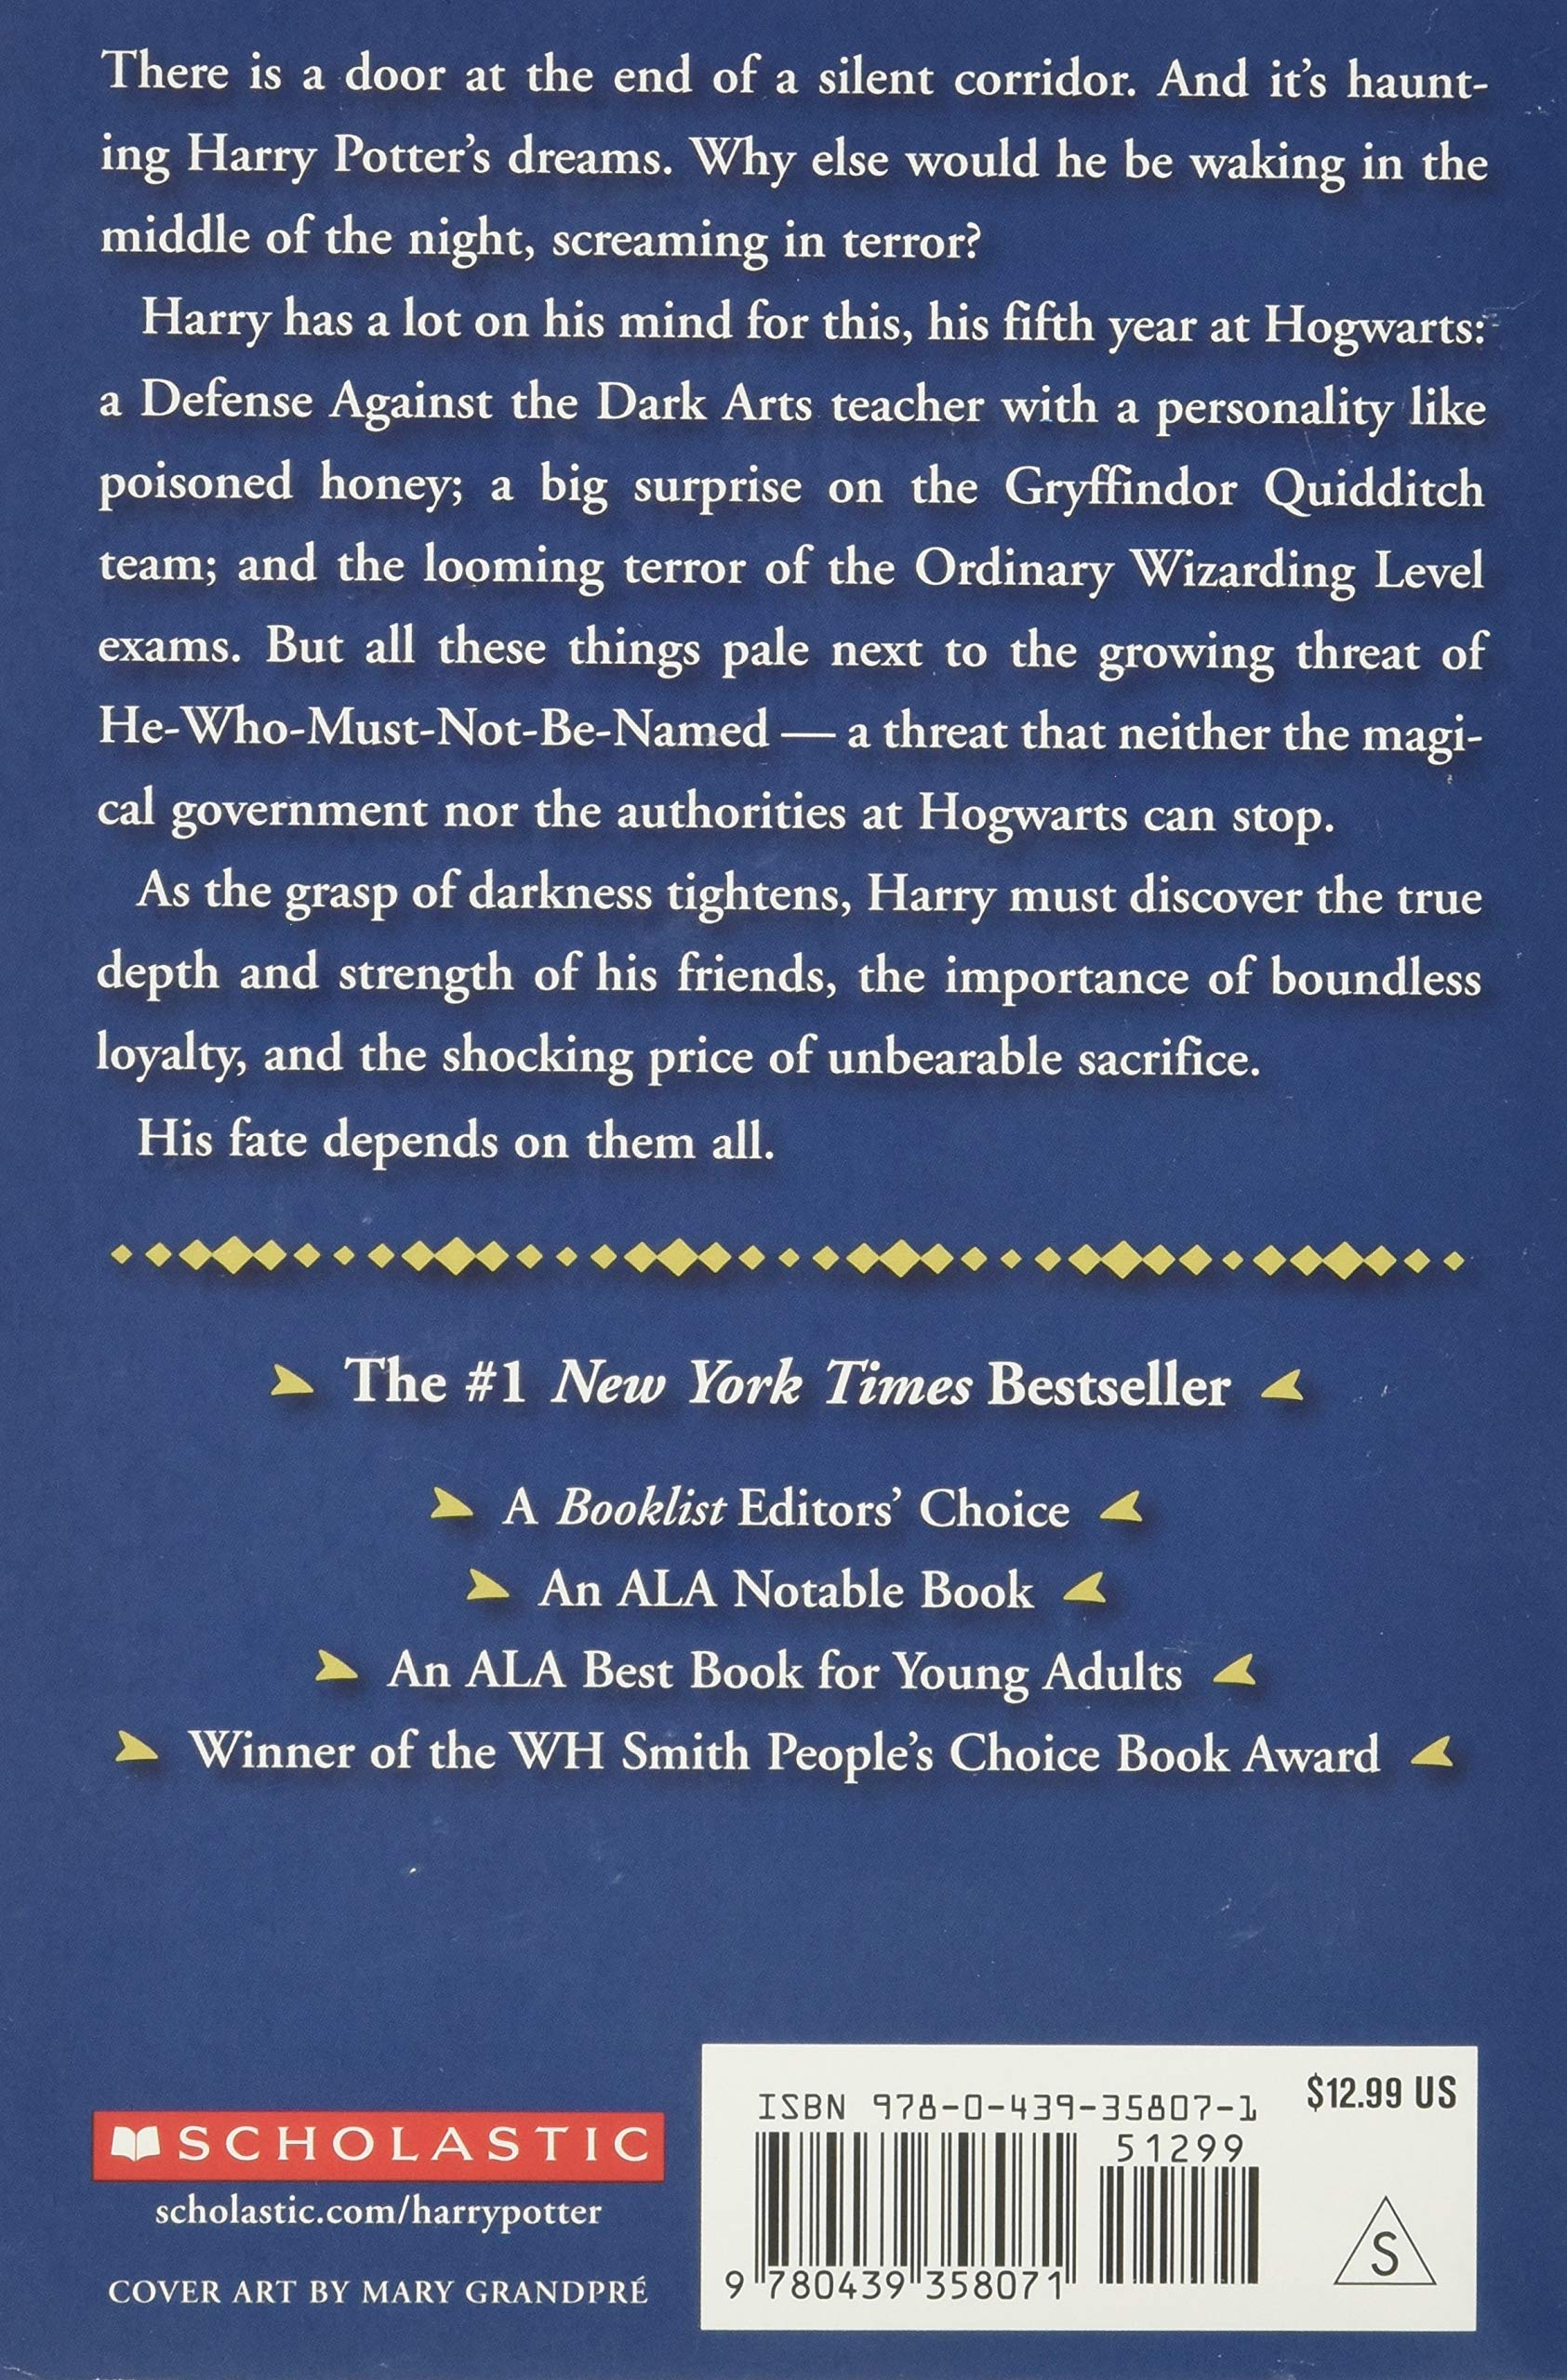 There is a door at the end of a silent corridor. And it's haunt-
ing Harry Potter's dreams. Why else would he be waking in the
middle of the night, screaming in terror?
Harry has a lot on his mind for this, his fifth year at Hogwarts:
a Defense Against the Dark Arts teacher with a personality like
poisoned honey; a big surprise on the Gryffindor Quidditch
team; and the looming terror of the Ordinary Wizarding Level
exams. But all these things pale next to the growing threat of
He-Who-Must-Not-Be-Named — a threat that neither the magi-
cal government nor the authorities at Hogwarts can stop.
As the grasp of darkness tightens, Harry must discover the true
depth and strength of his friends, the importance of boundless
loyalty, and the shocking price of unbearable sacrifice.
His fate depends on them all.
The #1 New York Times Bestseller
A Booklist Editors' Choice
An ALA Notable Book
An ALA Best Book for Young Adults
Winner of the WH Smith People's Choice Book Award
SCHOLASTIC
scholastic.com/harrypotter
COVER ART BY MARY GRANDPRÉ
ISBN 978-0-439-35807-1
$12.99 US
51299
9 780439 358071
S